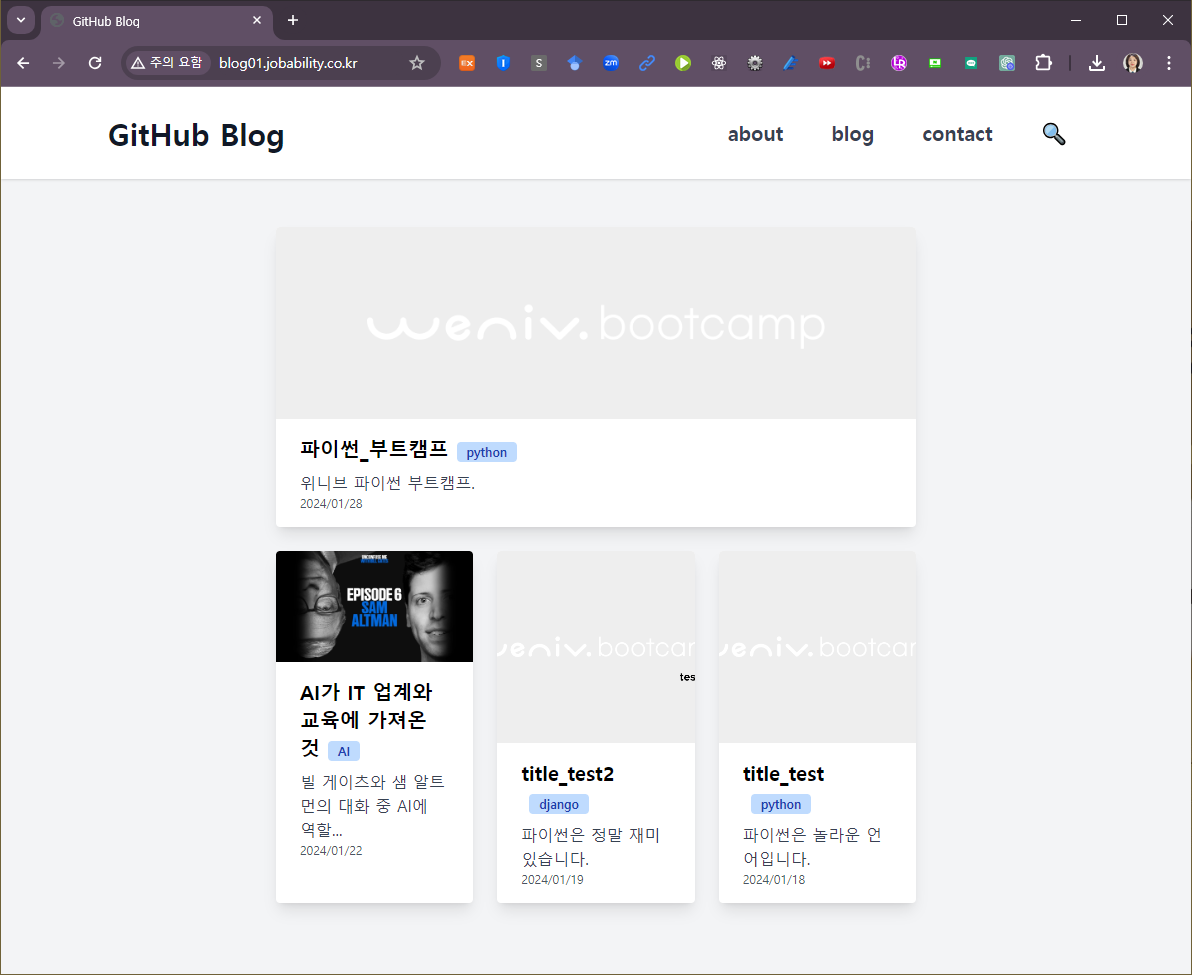 GitHub Blog
주의 요함
blog01.jobability.co.kr
GitHub Blog
about
blog
contact
weniv.bootcamp
파이썬_부트캠프 python
위니브 파이썬 부트캠프.
2024/01/28
EPISODE 6
SAM
ALTMAN
AI가 IT 업계와
교육에 가져온
것 AI
빌 게이츠와 샘 알트
먼의 대화 중 AI에
역할...
2024/01/22
weniv.bootcam
tes
title_test2
django
파이썬은 정말 재미
있습니다.
2024/01/19
weniv.bootcam
title_test
python
파이썬은 놀라운 언
어입니다.
2024/01/18